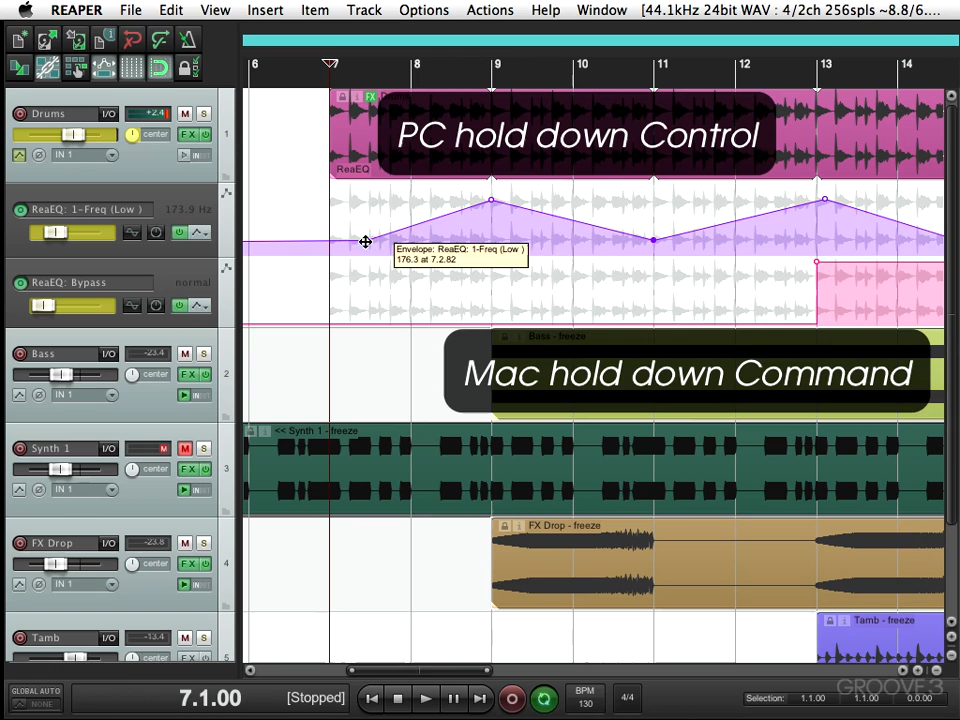 REAPER File Edit View Insert Item Track Options Actions Help Window [44.1kHz 24bit WAV : 4/2ch 256spls ~8.8/6....
6 7 8 9 10 11 12 13 14
Drums I/O +2.4 M S
center FX
IN 1
1
FX
PC hold down Control
ReaEQ
ReaEQ: 1-Freq (Low ) 173.9 Hz
Envelope: ReaEQ: 1-Freq (Low )
176.3 at 7.2.82
ReaEQ: Bypass normal
Bass I/O -23.4 M S
center FX
IN 1
2
Bass - freeze
Mac hold down Command
Synth 1 I/O M M S
center FX
IN 1
3
<< Synth 1 - freeze
FX Drop I/O -23.8 M S
center FX
IN 1
4
FX Drop - freeze
Tamb I/O -13.4 M S
center FX
5
Tamb - freeze
GLOBAL AUTO
NONE
7.1.00 [Stopped]
BPM
130
4/4
Selection: 1.1.00 1.1.00 0.0.00
GROOVE3